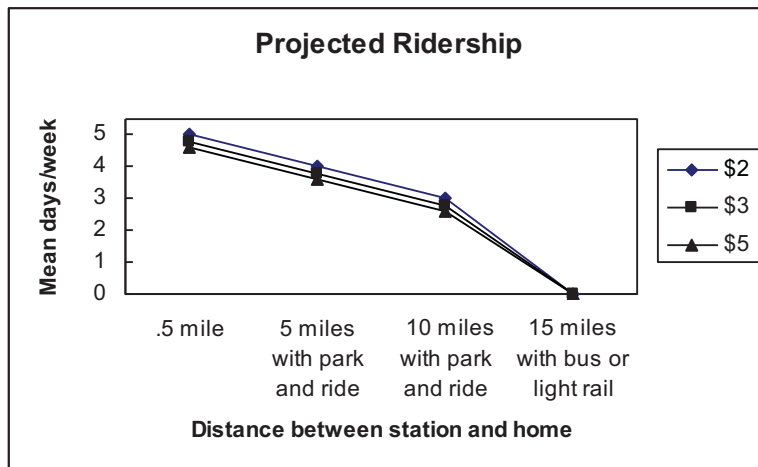 Projected Ridership
Mean days/week
5
4
3
2
1
0
.5 mile
5 miles
with park
and ride
10 miles
with park
and ride
15 miles
with bus or
light rail
Distance between station and home
$2
$3
$5